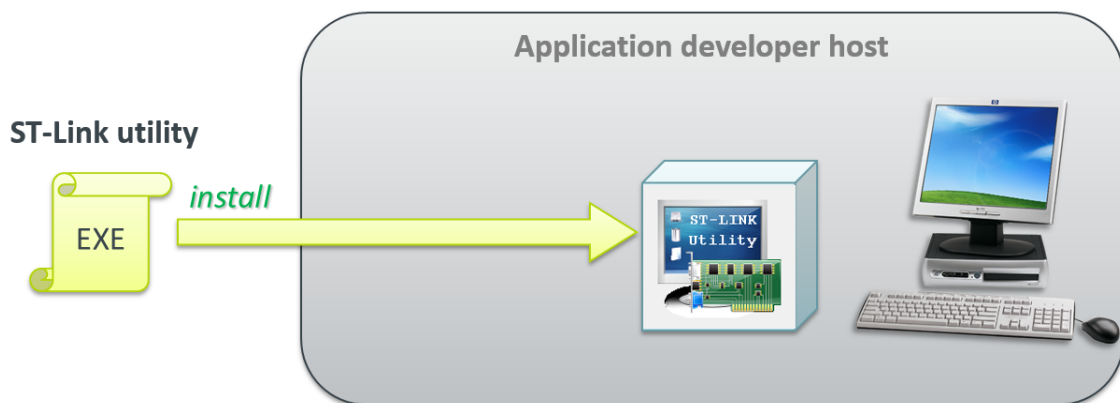 Application developer host
ST-Link utility
install
EXE
ST-LINK
Utility